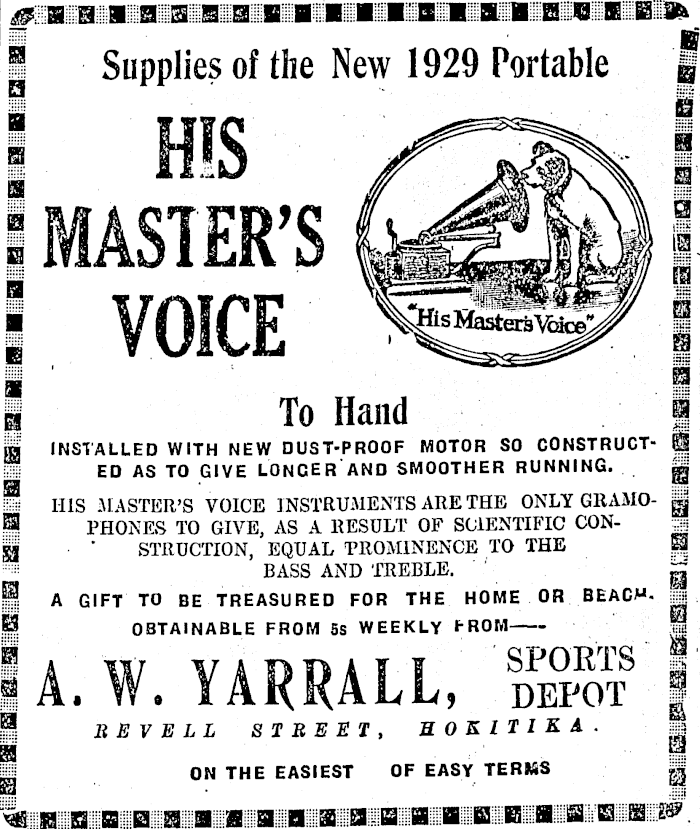 Supplies of the New 1929 Portable
HIS
MASTER'S
VOICE
"His Master's Voice"
To Hand
INSTALLED WITH NEW DUST-PROOF MOTOR SO CONSTRUCT-
ED AS TO GIVE LONGER AND SMOOTHER RUNNING.
HIS MASTER'S VOICE INSTRUMENTS ARE THE ONLY GRAMO-
PHONES TO GIVE, AS A RESULT OF SCIENTIFIC CON-
STRUCTION, EQUAL PROMINENCE TO THE
BASS AND TREBLE.
A GIFT TO BE TREASURED FOR THE HOME OR BEACH.
OBTAINABLE FROM 5s WEEKLY FROM—
A. W. YARRALL, SPORTS DEPOT
REVELL STREET, HOKITIKA.
ON THE EASIEST OF EASY TERMS